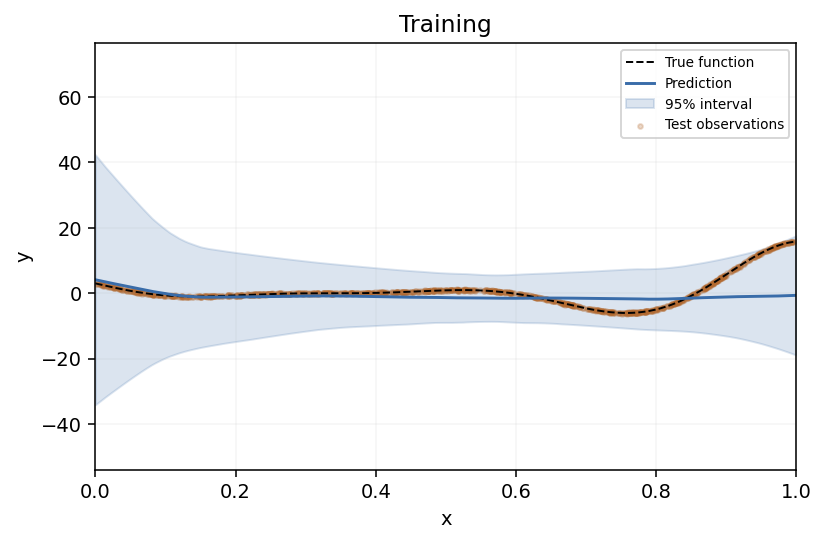 Training
True function
Prediction
95% interval
Test observations
60
40
20
0
−20
−40
y
0.0 0.2 0.4 0.6 0.8 1.0
x